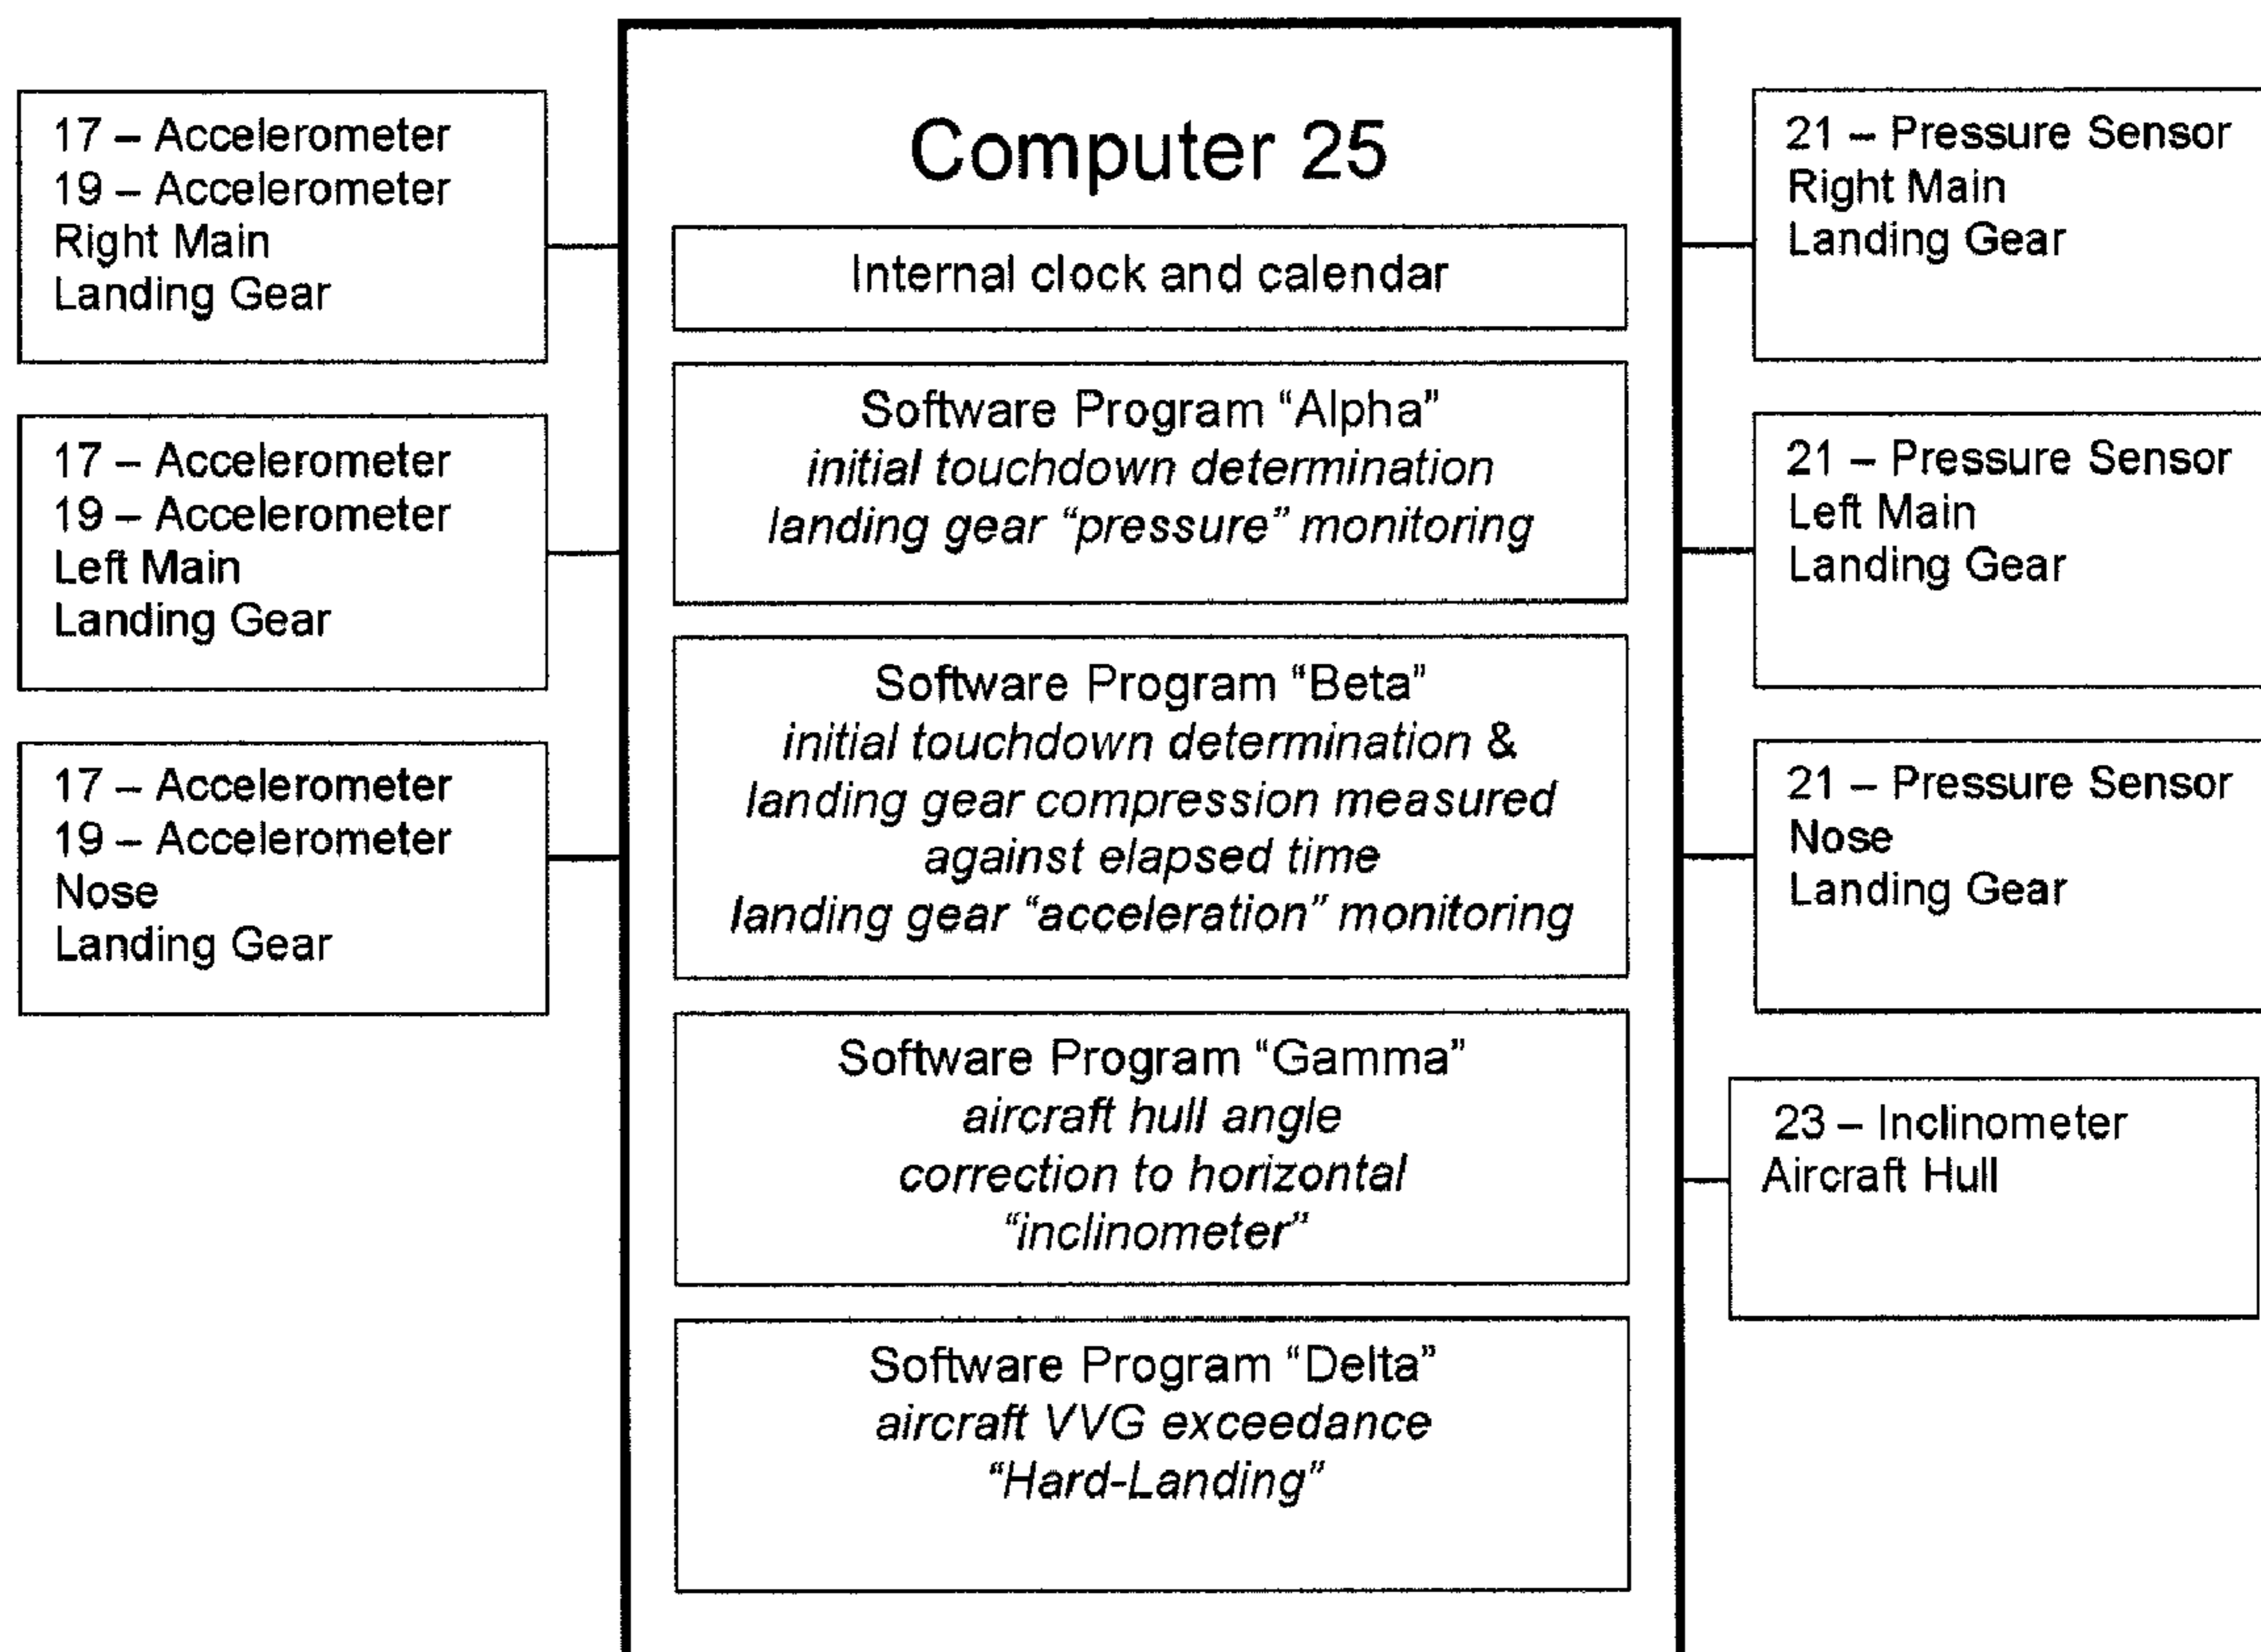 17 – Accelerometer
19 – Accelerometer
Right Main
Landing Gear
17 – Accelerometer
19 – Accelerometer
Left Main
Landing Gear
17 – Accelerometer
19 – Accelerometer
Nose
Landing Gear
Computer 25
Internal clock and calendar
Software Program “Alpha”
initial touchdown determination
landing gear “pressure” monitoring
Software Program “Beta”
initial touchdown determination &
landing gear compression measured
against elapsed time
landing gear “acceleration” monitoring
Software Program “Gamma”
aircraft hull angle
correction to horizontal
“inclinometer”
Software Program “Delta”
aircraft VVG exceedance
“Hard-Landing”
21 – Pressure Sensor
Right Main
Landing Gear
21 – Pressure Sensor
Left Main
Landing Gear
21 – Pressure Sensor
Nose
Landing Gear
23 – Inclinometer
Aircraft Hull